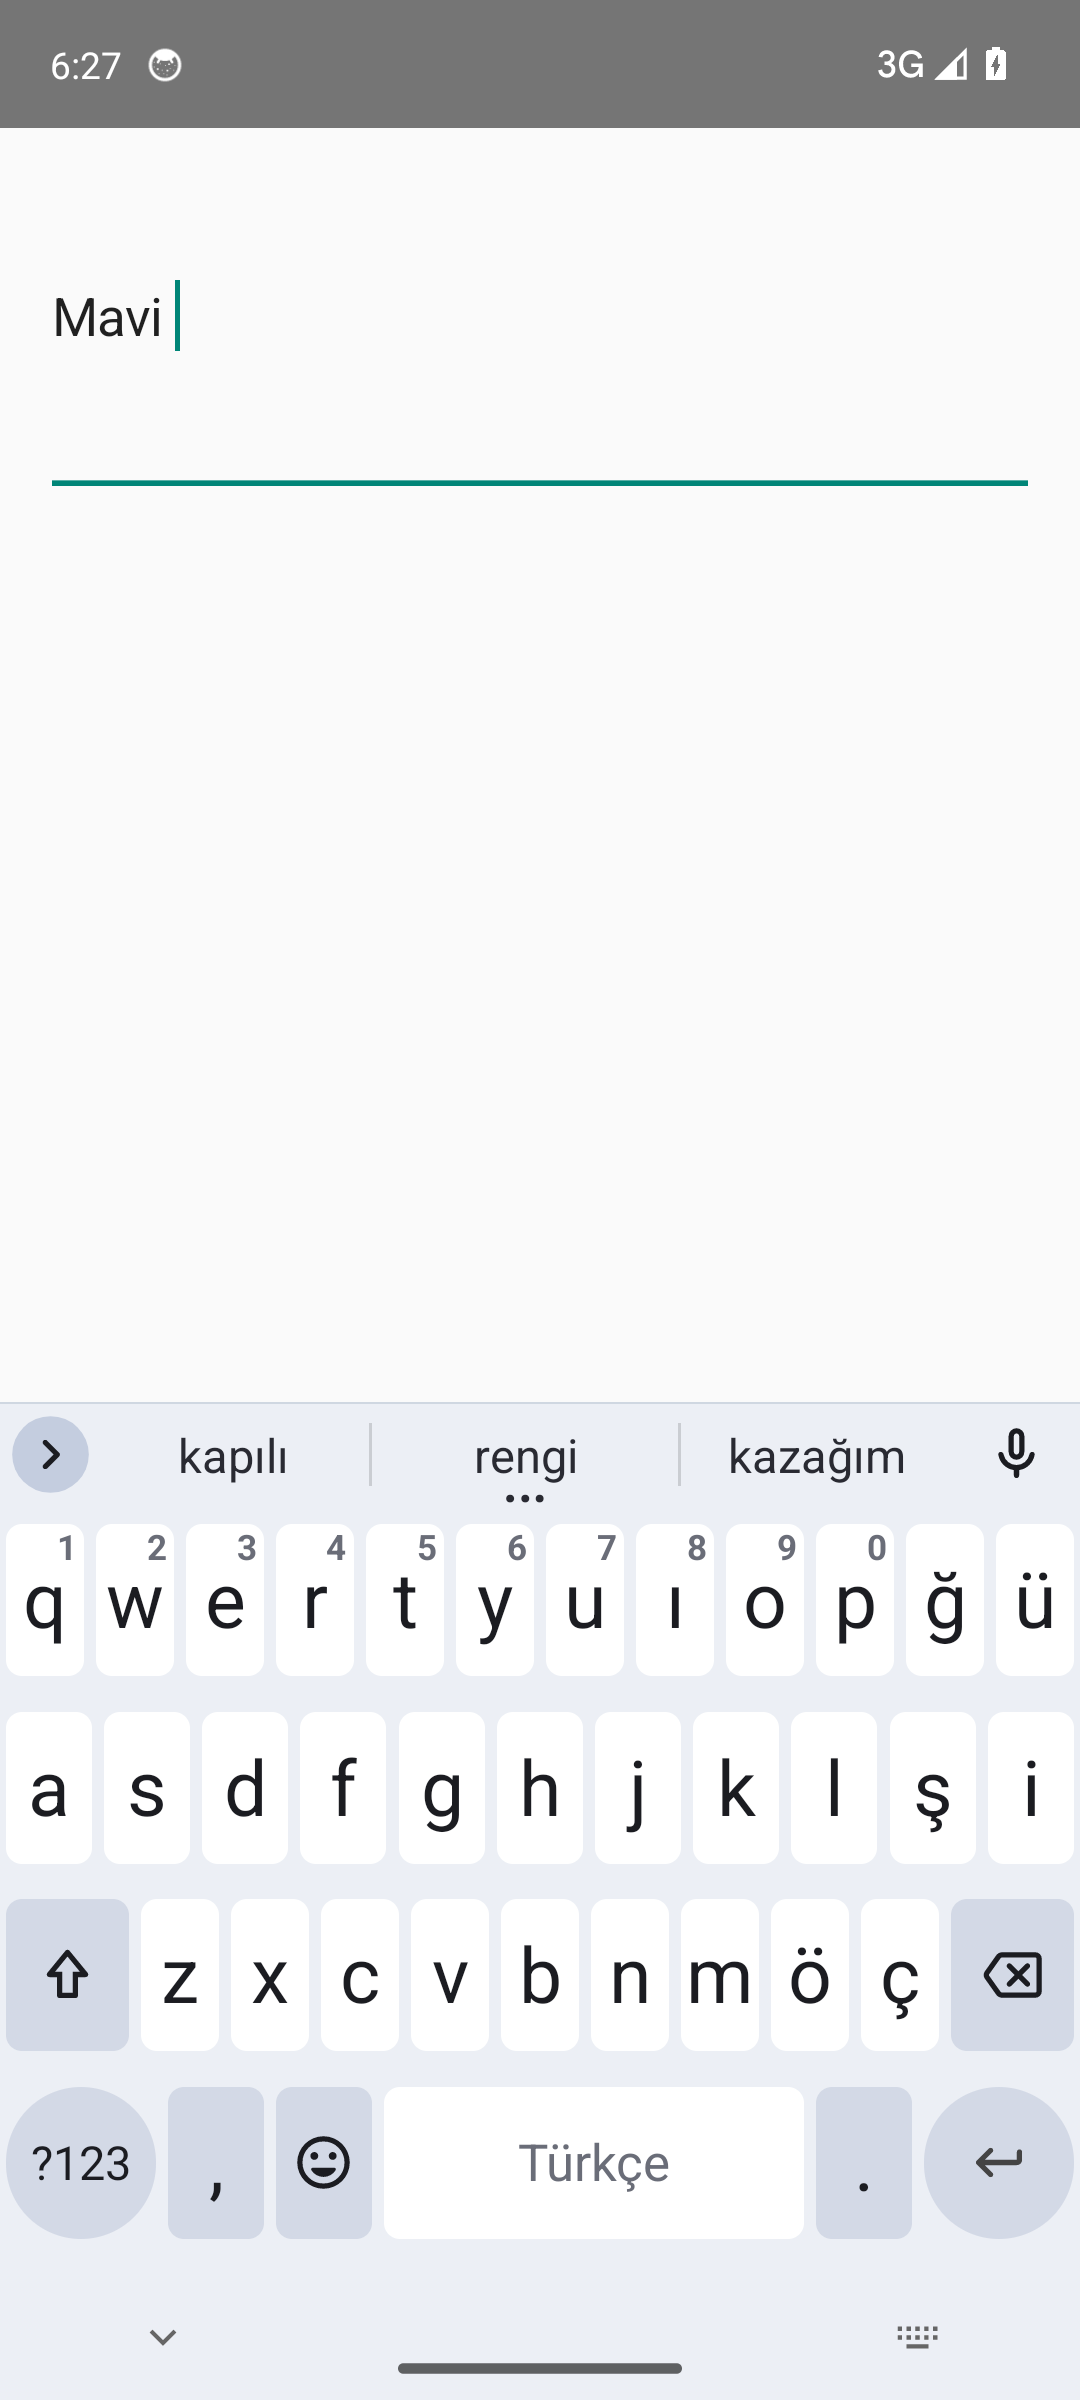 6:27 3G
Mavi
kapılı rengi kazağım
1 2 3 4 5 6 7 8 9 0
q w e r t y u ı o p ğ ü
a s d f g h j k l ş i
z x c v b n m ö ç
?123 , Türkçe .